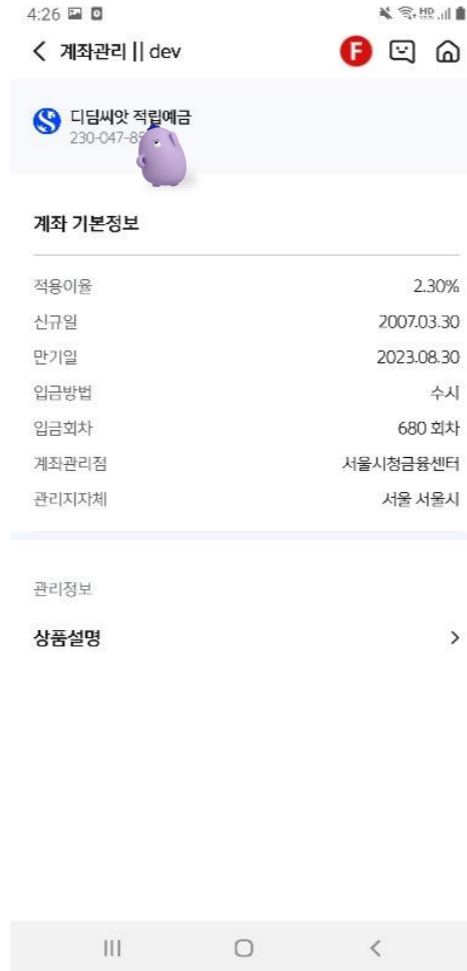 4:26
계좌관리 || dev
F
디딤씨앗 적립예금
230-047-8
계좌 기본정보
적용이율 2.30%
신규일 2007.03.30
만기일 2023.08.30
입금방법 수시
입금회차 680 회차
계좌관리점 서울시청금융센터
관리지자체 서울 서울시
관리정보
상품설명